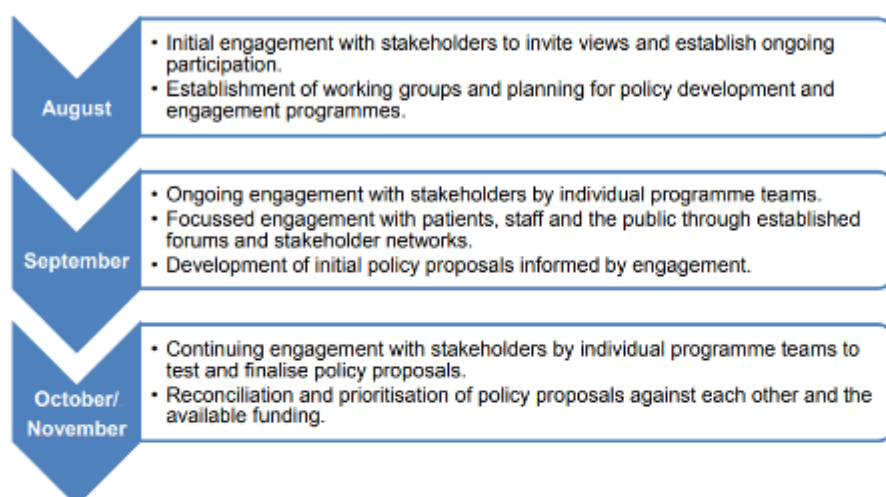 August
• Initial engagement with stakeholders to invite views and establish ongoing
participation.
• Establishment of working groups and planning for policy development and
engagement programmes.
September
• Ongoing engagement with stakeholders by individual programme teams.
• Focussed engagement with patients, staff and the public through established
forums and stakeholder networks.
• Development of initial policy proposals informed by engagement.
October/
November
• Continuing engagement with stakeholders by individual programme teams to
test and finalise policy proposals.
• Reconciliation and prioritisation of policy proposals against each other and the
available funding.